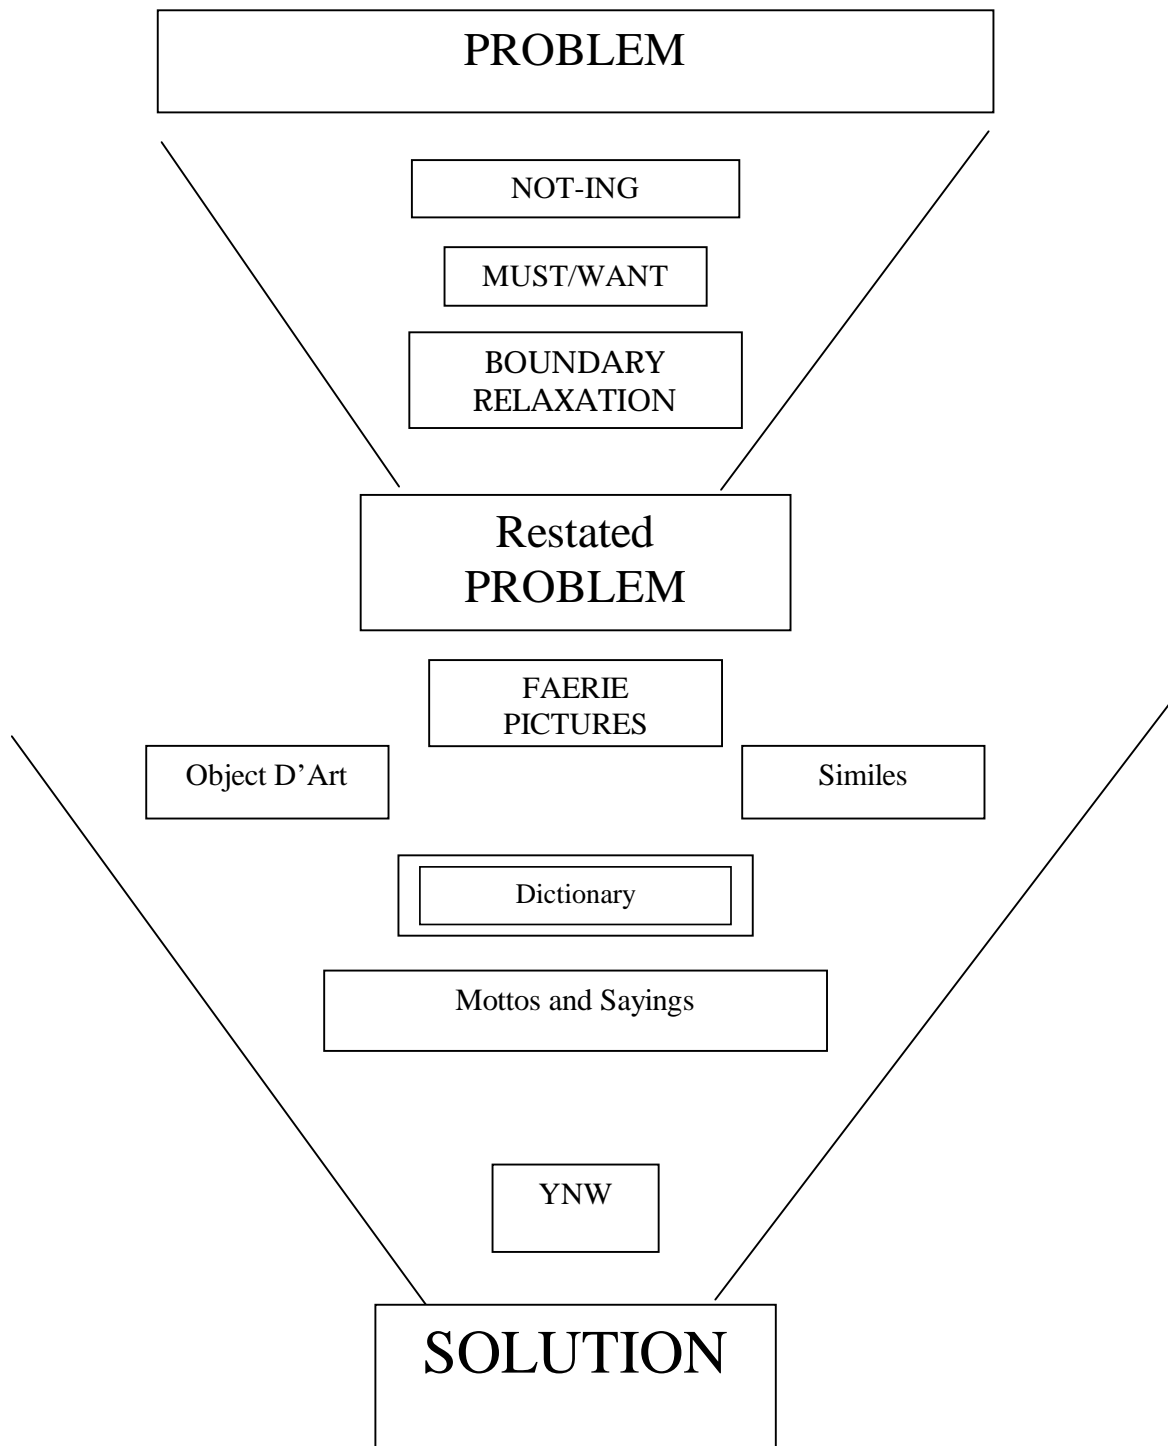 PROBLEM
NOT-ING
MUST/WANT
BOUNDARY
RELAXATION
Restated
PROBLEM
FAERIE
PICTURES
Object D’Art
Similes
Dictionary
Mottos and Sayings
YNW
SOLUTION